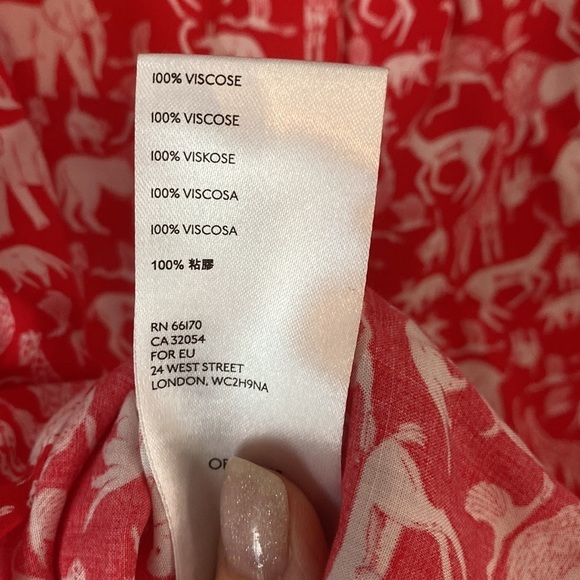 100% VISCOSE
100% VISCOSE
100% VISKOSE
100% VISCOSA
100% VISCOSA
100% 粘膠
RN 66170
CA 32054
FOR EU
24 WEST STREET
LONDON, WC2H9NA